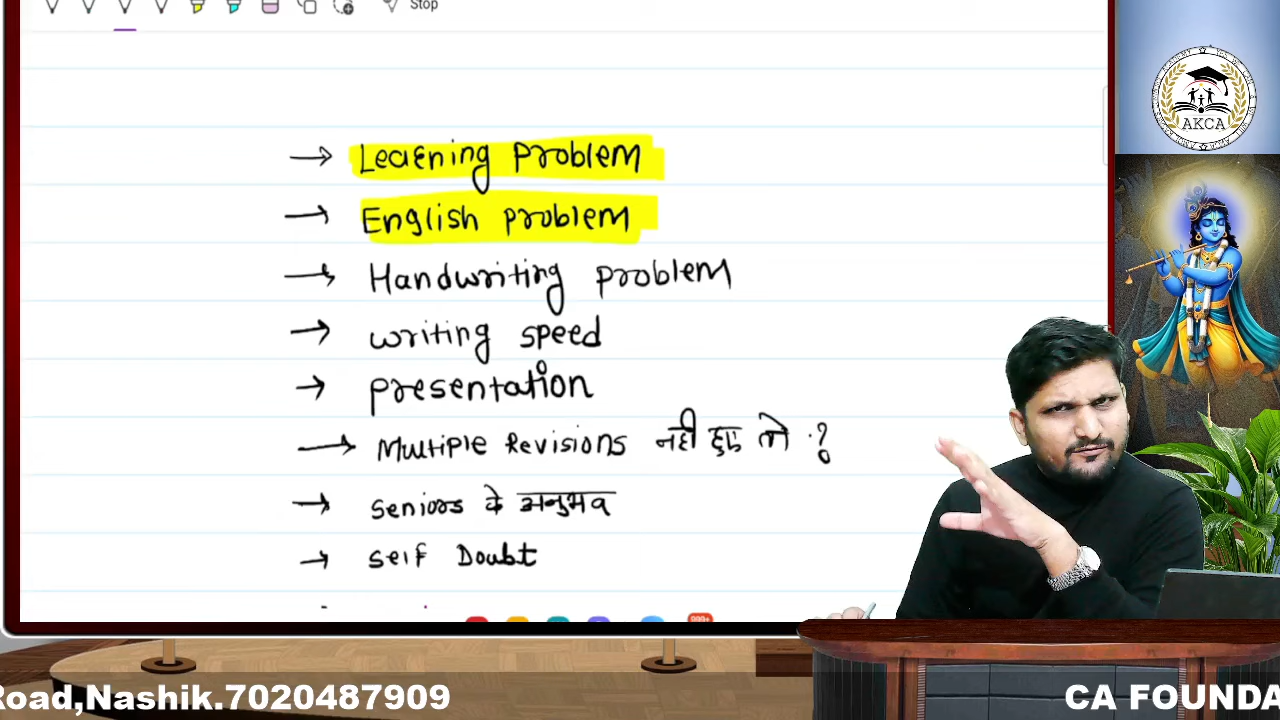 Stop
AKCA
→ Learning problem
→ English problem
→ Handwriting problem
→ writing speed
→ presentation
→ Multiple Revisions नही हुए तो ?
→ seniors के अनुभव
→ self Doubt
999+
Road,Nashik 7020487909
CA FOUNDA